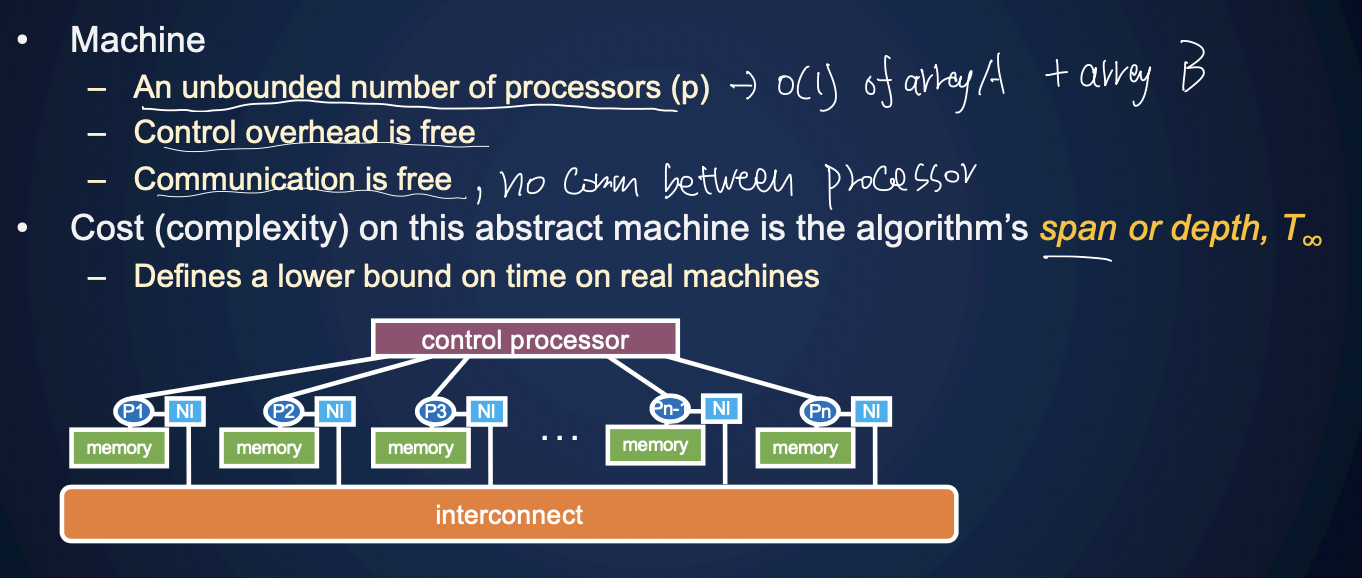 • Machine
– An unbounded number of processors (p) → O(1) of array A + array B
– Control overhead is free
– Communication is free, no comm between processor
• Cost (complexity) on this abstract machine is the algorithm's span or depth, T∞
– Defines a lower bound on time on real machines
control processor
P1 NI P2 NI P3 NI Pn-1 NI Pn NI
memory memory memory ... memory memory
interconnect